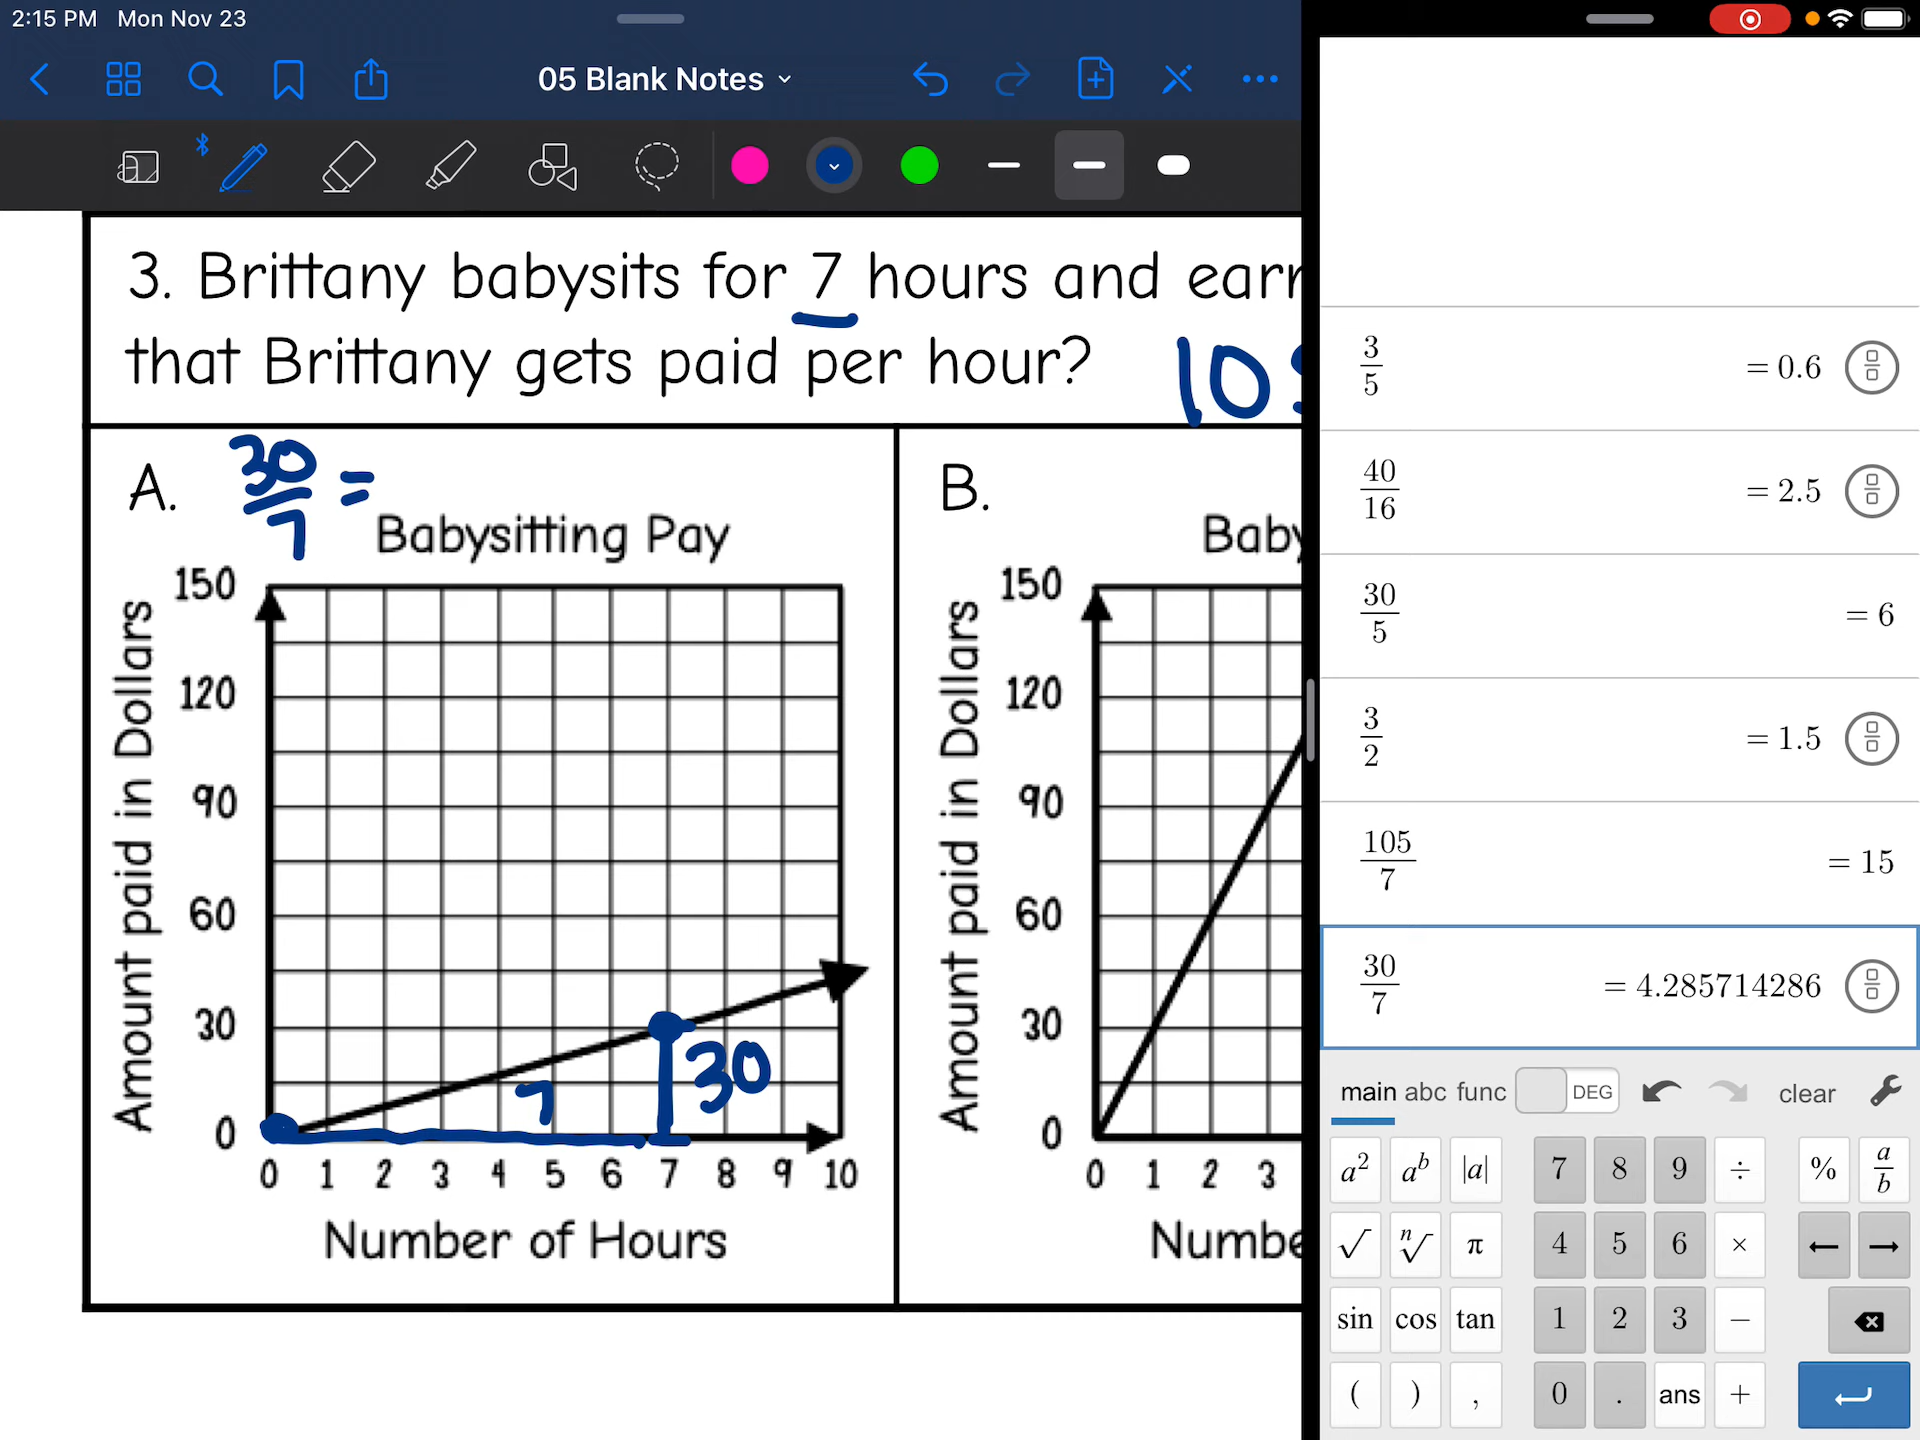 2:15 PM Mon Nov 23
05 Blank Notes
3. Brittany babysits for 7 hours and earn
that Brittany gets paid per hour?
10
A. 30/7 =
Babysitting Pay
Amount paid in Dollars
150
120
90
60
30
0
7
30
0 1 2 3 4 5 6 7 8 9 10
Number of Hours
B.
Baby
Amount paid in Dollars
150
120
90
60
30
0
0 1 2 3
Numbe
3/5 = 0.6
40/16 = 2.5
30/5 = 6
3/2 = 1.5
105/7 = 15
30/7 = 4.285714286
main abc func DEG clear
a² aᵇ |a| 7 8 9 ÷ % a/b
√ ⁿ√ π 4 5 6 × ← →
sin cos tan 1 2 3 −
( ) , 0 . ans +